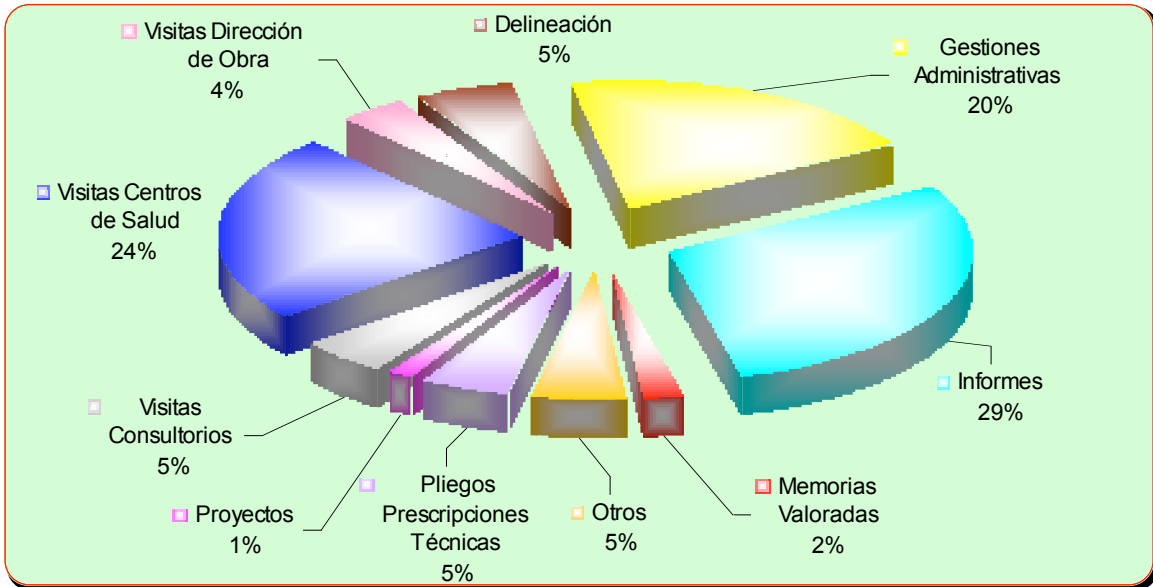 Visitas Dirección
de Obra
4%
Delineación
5%
Gestiones
Administrativas
20%
Visitas Centros
de Salud
24%
Informes
29%
Visitas
Consultorios
5%
Proyectos
1%
Pliegos
Prescripciones
Técnicas
5%
Otros
5%
Memorias
Valoradas
2%